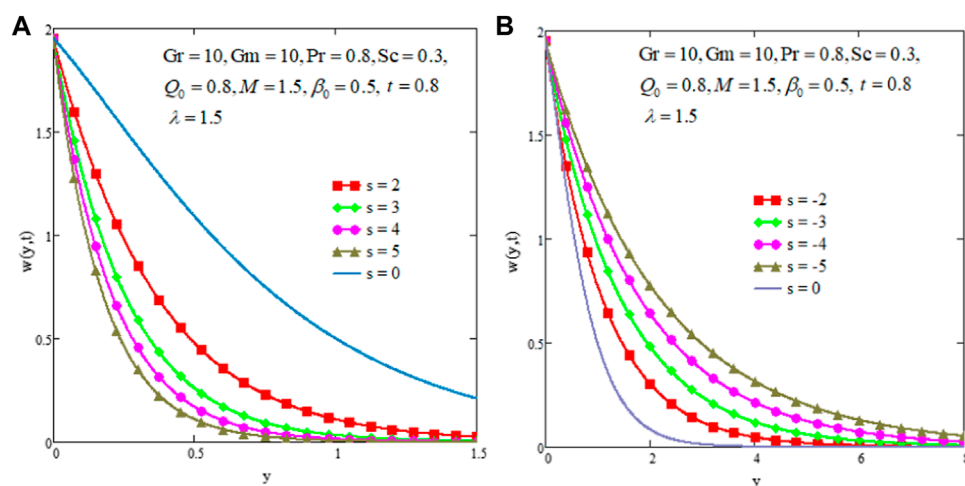 A
2
Gr = 10, Gm = 10, Pr = 0.8, Sc = 0.3,
Q₀ = 0.8, M = 1.5, β₀ = 0.5, t = 0.8
λ = 1.5
1.5
w(y,t)
1
0.5
0
s = 2
s = 3
s = 4
s = 5
s = 0
0
0.5
1
1.5
y
B
2
Gr = 10, Gm = 10, Pr = 0.8, Sc = 0.3,
Q₀ = 0.8, M = 1.5, β₀ = 0.5, t = 0.8
λ = 1.5
1.5
w(y,t)
1
0.5
0
s = -2
s = -3
s = -4
s = -5
s = 0
0
2
4
6
8
y